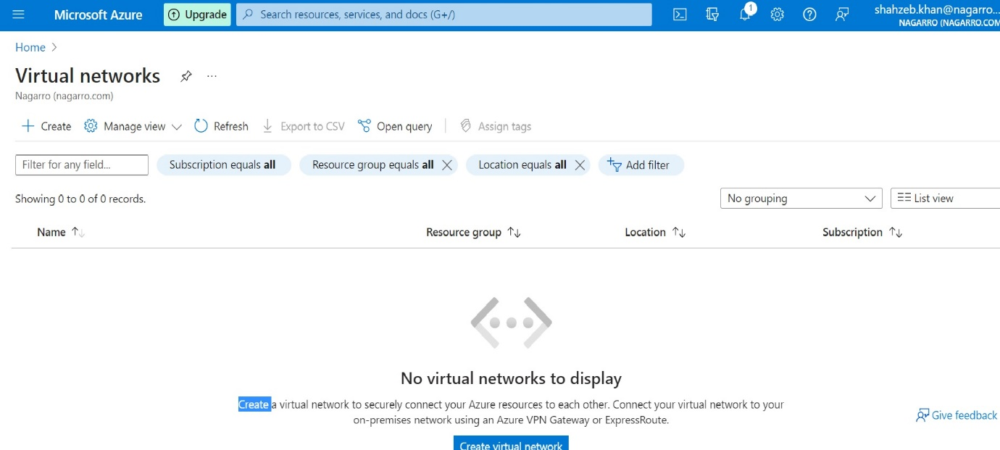 Microsoft Azure Upgrade Search resources, services, and docs (G+/) 1 shahzeb.khan@nagarro...
NAGARRO (NAGARRO.COM
Home
Virtual networks ...
Nagarro (nagarro.com)
Create Manage view Refresh Export to CSV Open query Assign tags
Filter for any field... Subscription equals all Resource group equals all Location equals all Add filter
Showing 0 to 0 of 0 records. No grouping List view
Name Resource group Location Subscription
No virtual networks to display
Create a virtual network to securely connect your Azure resources to each other. Connect your virtual network to your
on-premises network using an Azure VPN Gateway or ExpressRoute.
Give feedback
Create virtual network